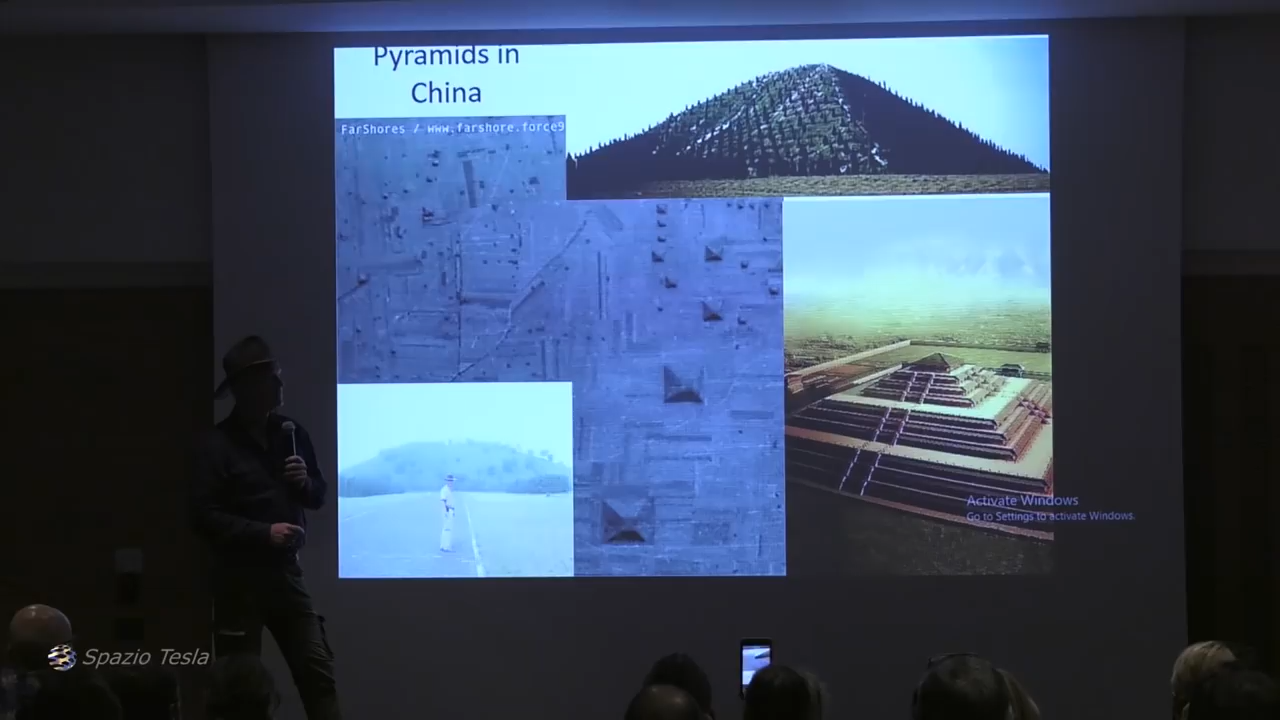 Pyramids in
China
FarShores / www.farshore.force9
Activate Windows
Go to Settings to activate Windows.
Spazio Tesla